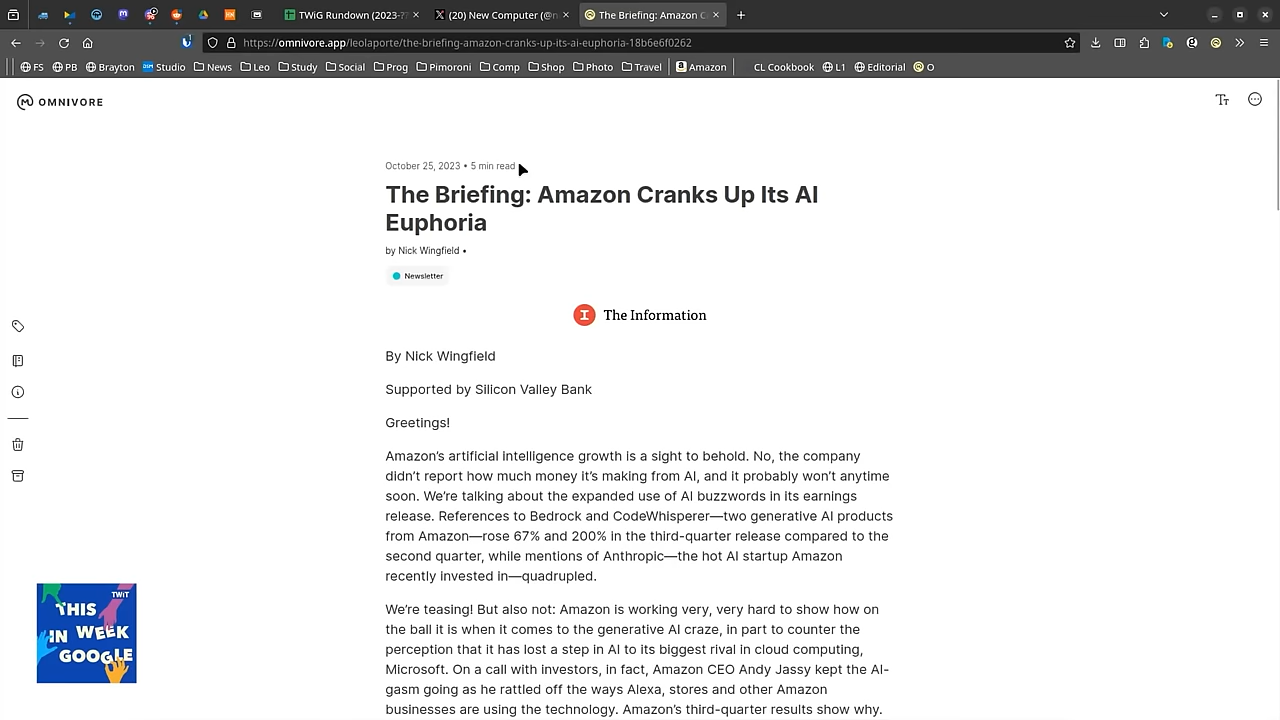 TWiG Rundown (2023-??
(20) New Computer (@n
The Briefing: Amazon C
https://omnivore.app/leolaporte/the-briefing-amazon-cranks-up-its-ai-euphoria-18b6e6f0262
FS PB Brayton Studio News Leo Study Social Prog Pimoroni Comp Shop Photo Travel Amazon CL Cookbook L1 Editorial O
OMNIVORE
October 25, 2023 • 5 min read
The Briefing: Amazon Cranks Up Its AI
Euphoria
by Nick Wingfield •
Newsletter
The Information
By Nick Wingfield
Supported by Silicon Valley Bank
Greetings!
Amazon’s artificial intelligence growth is a sight to behold. No, the company
didn’t report how much money it’s making from AI, and it probably won’t anytime
soon. We’re talking about the expanded use of AI buzzwords in its earnings
release. References to Bedrock and CodeWhisperer—two generative AI products
from Amazon—rose 67% and 200% in the third-quarter release compared to the
second quarter, while mentions of Anthropic—the hot AI startup Amazon
recently invested in—quadrupled.
We’re teasing! But also not: Amazon is working very, very hard to show how on
the ball it is when it comes to the generative AI craze, in part to counter the
perception that it has lost a step in AI to its biggest rival in cloud computing,
Microsoft. On a call with investors, in fact, Amazon CEO Andy Jassy kept the AI-
gasm going as he rattled off the ways Alexa, stores and other Amazon
businesses are using the technology. Amazon’s third-quarter results show why.
TWiT
THIS
IN WEEK
GOOGLE